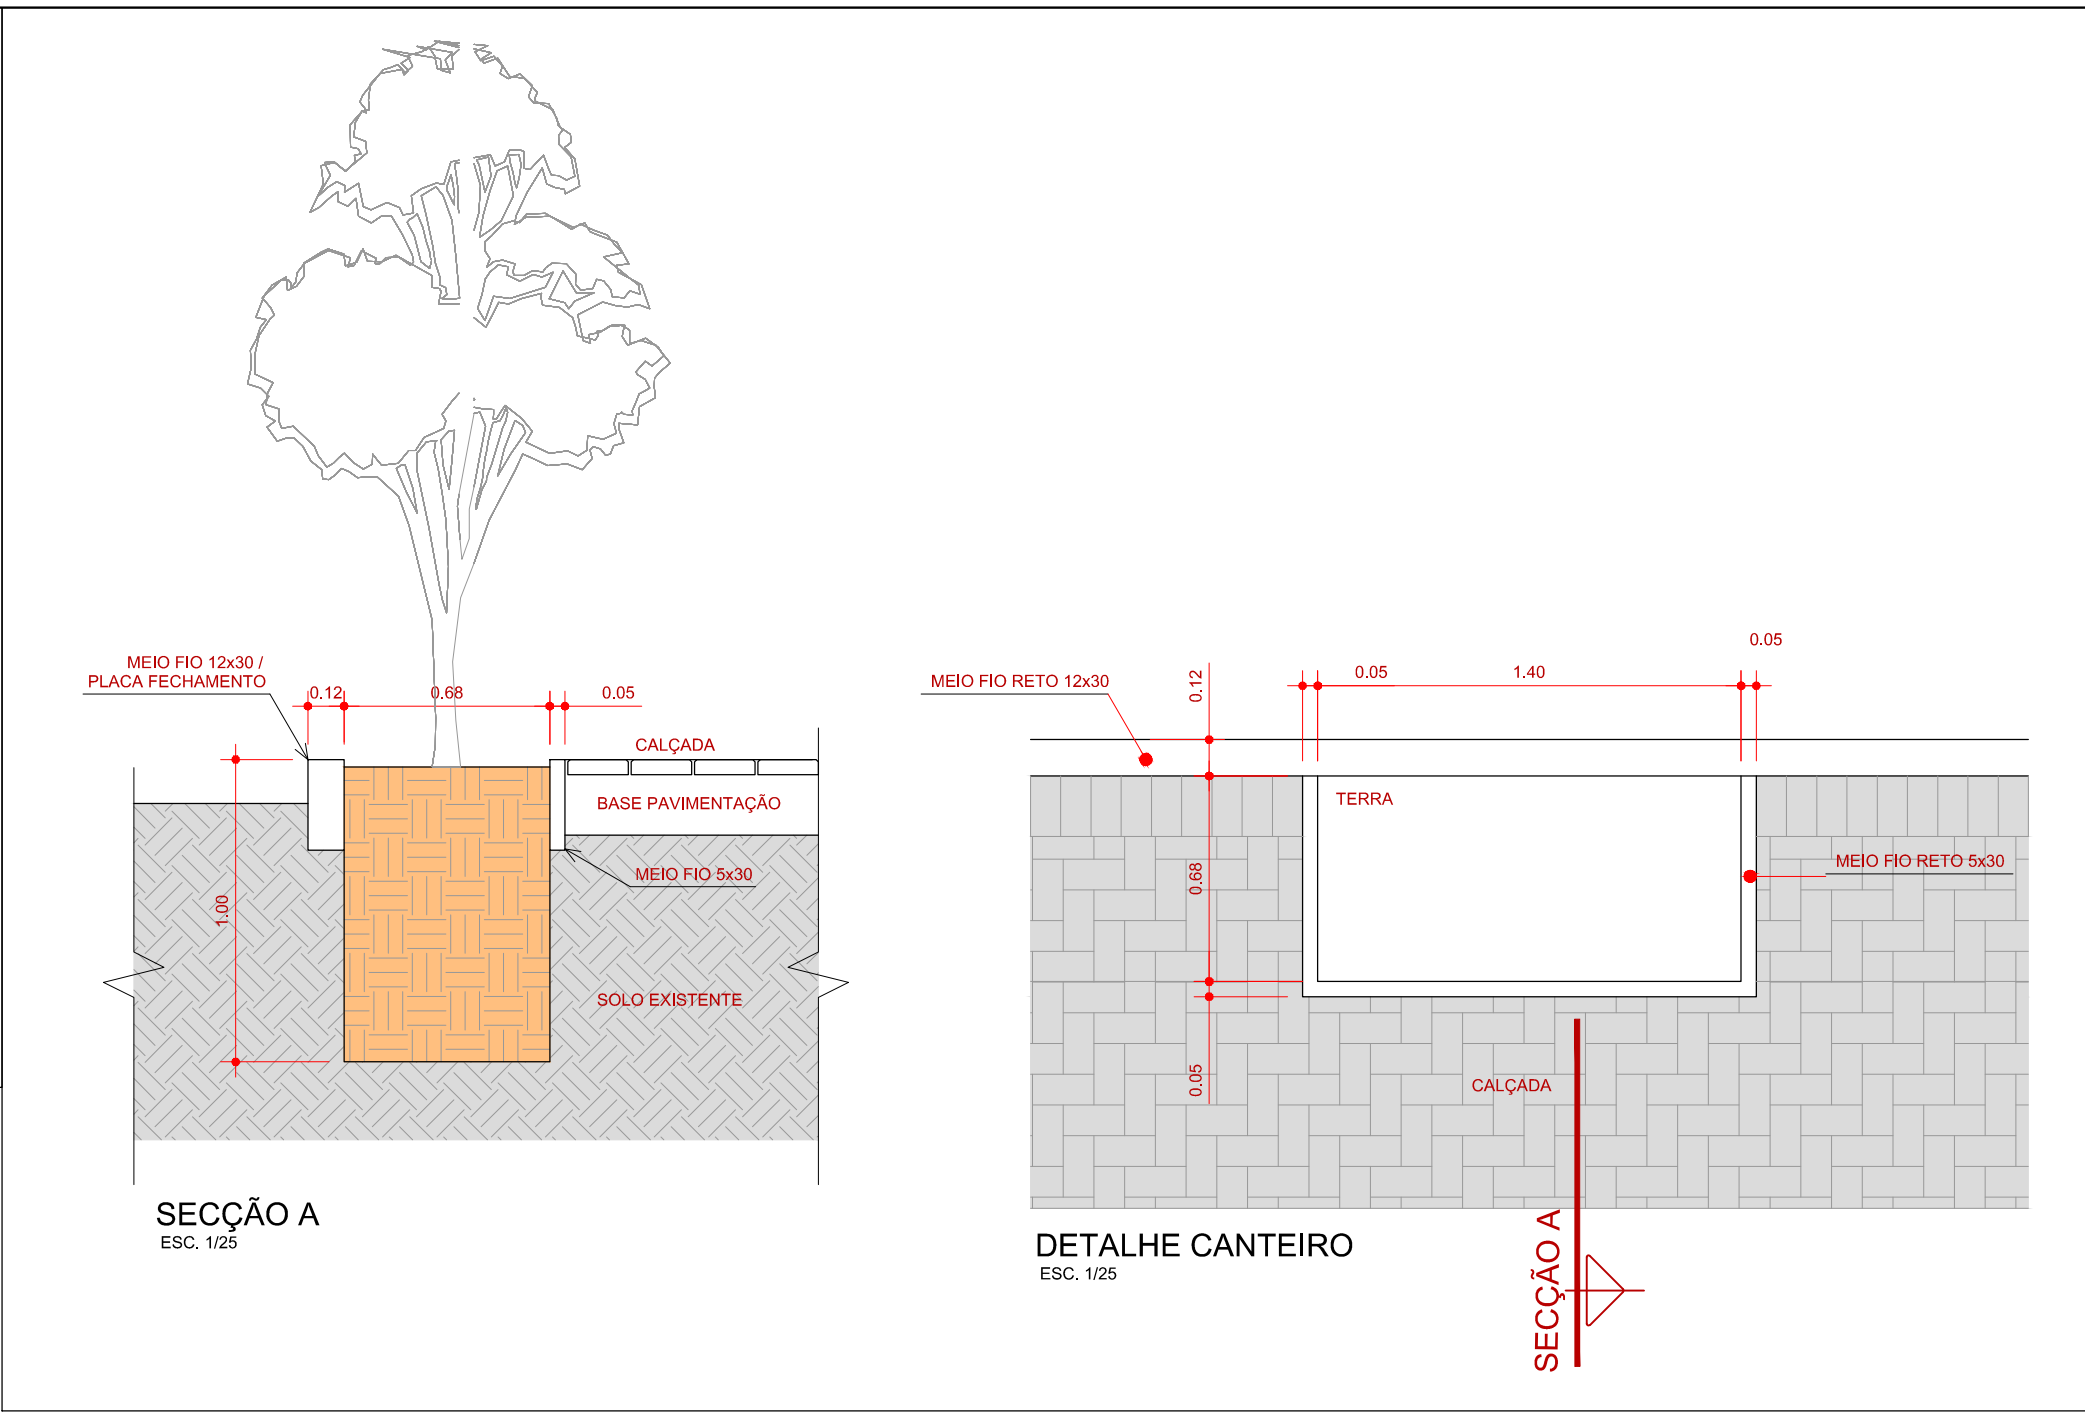 MEIO FIO 12x30 /
PLACA FECHAMENTO
0.12
0.68
0.05
CALÇADA
BASE PAVIMENTAÇÃO
MEIO FIO 5x30
1.00
SOLO EXISTENTE
SECÇÃO A
ESC. 1/25
0.05
MEIO FIO RETO 12x30
0.12
0.05
1.40
TERRA
MEIO FIO RETO 5x30
0.68
0.05
CALÇADA
DETALHE CANTEIRO
ESC. 1/25
SECÇÃO A